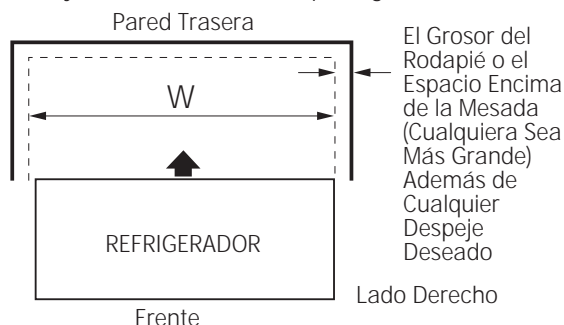 Pared Trasera
El Grosor del
Rodapié o el
Espacio Encima
de la Mesada
(Cualquiera Sea
Más Grande)
Además de
Cualquier
Despeje
Deseado
W
REFRIGERADOR
Lado Derecho
Frente